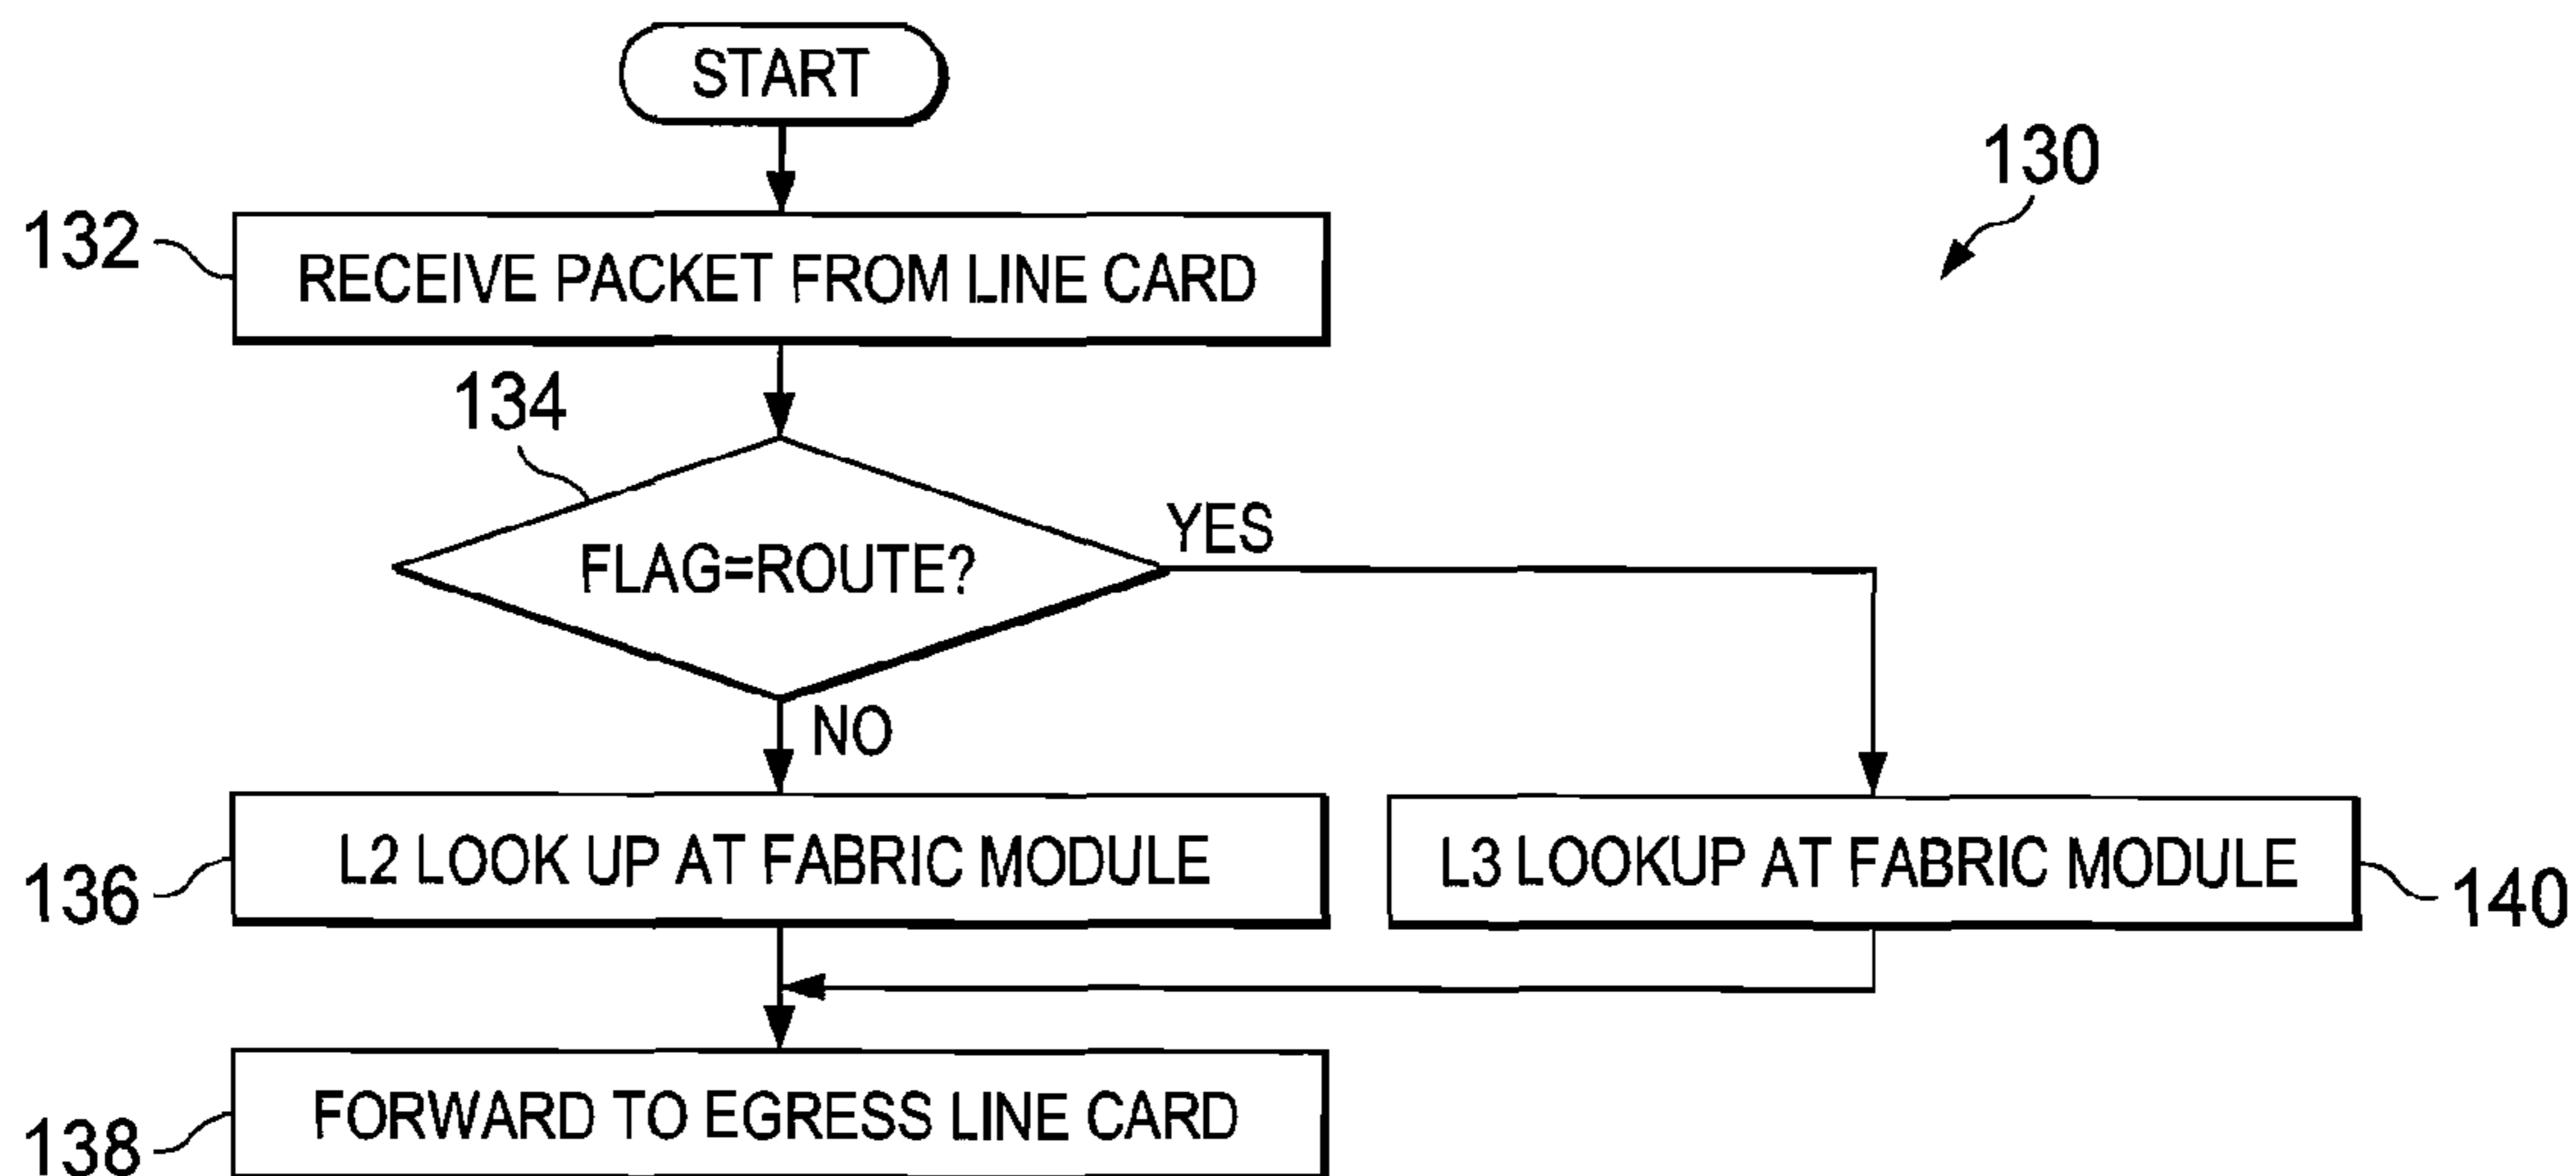 START
130
132
RECEIVE PACKET FROM LINE CARD
134
FLAG=ROUTE?
YES
NO
136
L2 LOOK UP AT FABRIC MODULE
L3 LOOKUP AT FABRIC MODULE
140
138
FORWARD TO EGRESS LINE CARD